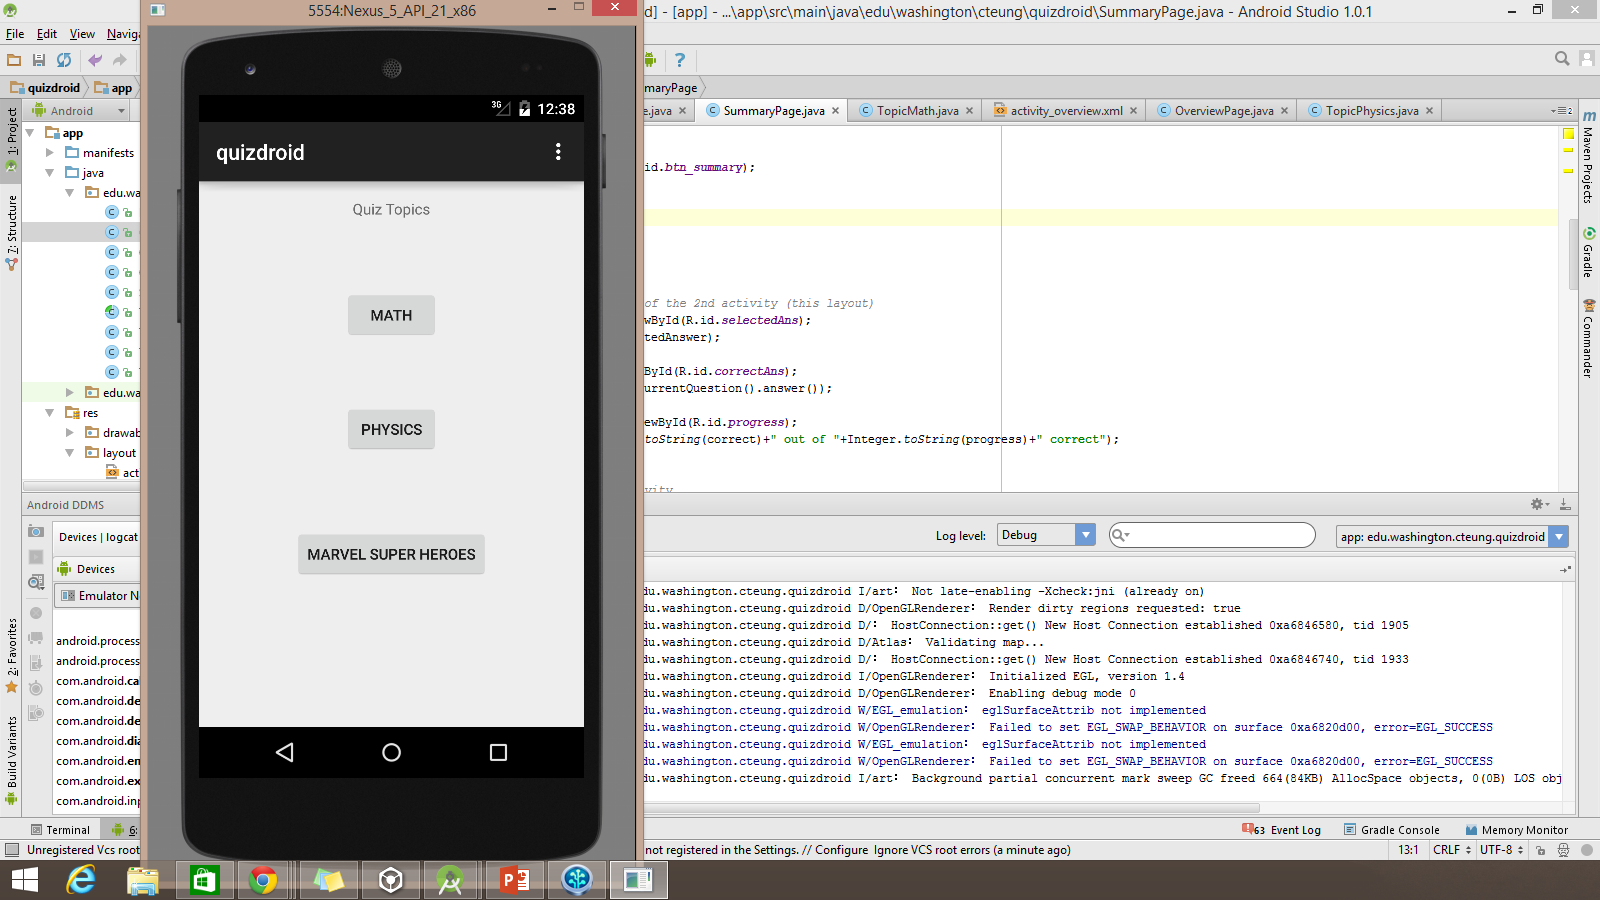 5554:Nexus_5_API_21_x86
d] - [app] - ...\app\src\main\java\edu\washington\cteung\quizdroid\SummaryPage.java - Android Studio 1.0.1
File Edit View Naviga
quizdroid app
mmaryPage
Android
e.java SummaryPage.java TopicMath.java activity_overview.xml OverviewPage.java TopicPhysics.java
1: Project
7: Structure
2: Favorites
Build Variants
app
manifests
java
edu.wa
edu.wa
res
drawab
layout
act
3G 12:38
quizdroid
Quiz Topics
MATH
PHYSICS
MARVEL SUPER HEROES
id.btn_summary);
of the 2nd activity (this layout)
wById(R.id.selectedAns);
tedAnswer);
ById(R.id.correctAns);
urrentQuestion().answer());
ewById(R.id.progress);
toString(correct)+" out of "+Integer.toString(progress)+" correct");
vity
Maven Projects
Gradle
Commander
Android DDMS
Devices | logcat
Log level: Debug
app: edu.washington.cteung.quizdroid
Devices
Emulator N
android.process
android.process
com.android.ca
com.android.de
com.android.de
com.android.dia
com.android.em
com.android.ex
com.android.inp
du.washington.cteung.quizdroid I/art: Not late-enabling -Xcheck:jni (already on)
du.washington.cteung.quizdroid D/OpenGLRenderer: Render dirty regions requested: true
du.washington.cteung.quizdroid D/: HostConnection::get() New Host Connection established 0xa6846580, tid 1905
du.washington.cteung.quizdroid D/Atlas: Validating map...
du.washington.cteung.quizdroid D/: HostConnection::get() New Host Connection established 0xa6846740, tid 1933
du.washington.cteung.quizdroid I/OpenGLRenderer: Initialized EGL, version 1.4
du.washington.cteung.quizdroid D/OpenGLRenderer: Enabling debug mode 0
du.washington.cteung.quizdroid W/EGL_emulation: eglSurfaceAttrib not implemented
du.washington.cteung.quizdroid W/OpenGLRenderer: Failed to set EGL_SWAP_BEHAVIOR on surface 0xa6820d00, error=EGL_SUCCESS
du.washington.cteung.quizdroid W/EGL_emulation: eglSurfaceAttrib not implemented
du.washington.cteung.quizdroid W/OpenGLRenderer: Failed to set EGL_SWAP_BEHAVIOR on surface 0xa6820d00, error=EGL_SUCCESS
du.washington.cteung.quizdroid I/art: Background partial concurrent mark sweep GC freed 664(84KB) AllocSpace objects, 0(0B) LOS obj
Terminal 6: 63 Event Log Gradle Console Memory Monitor
Unregistered Vcs root not registered in the Settings. // Configure Ignore VCS root errors (a minute ago) 13:1 CRLF UTF-8